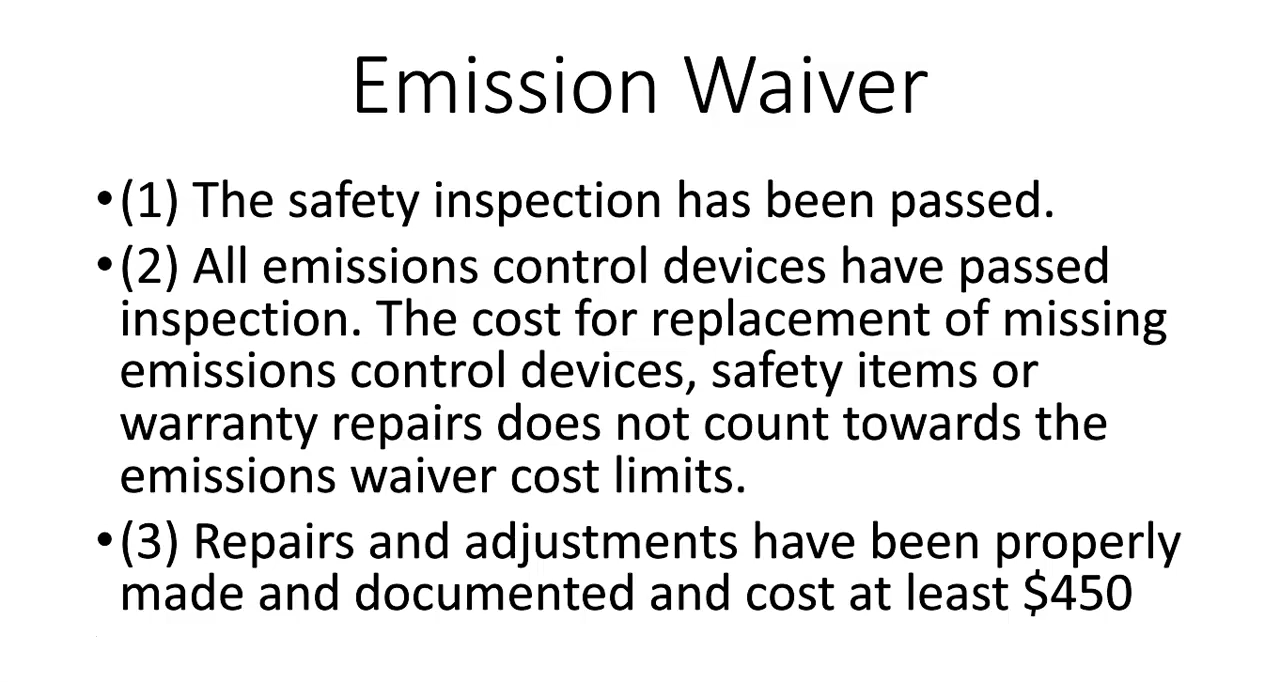 Emission Waiver
•(1) The safety inspection has been passed.
•(2) All emissions control devices have passed
inspection. The cost for replacement of missing
emissions control devices, safety items or
warranty repairs does not count towards the
emissions waiver cost limits.
•(3) Repairs and adjustments have been properly
made and documented and cost at least $450